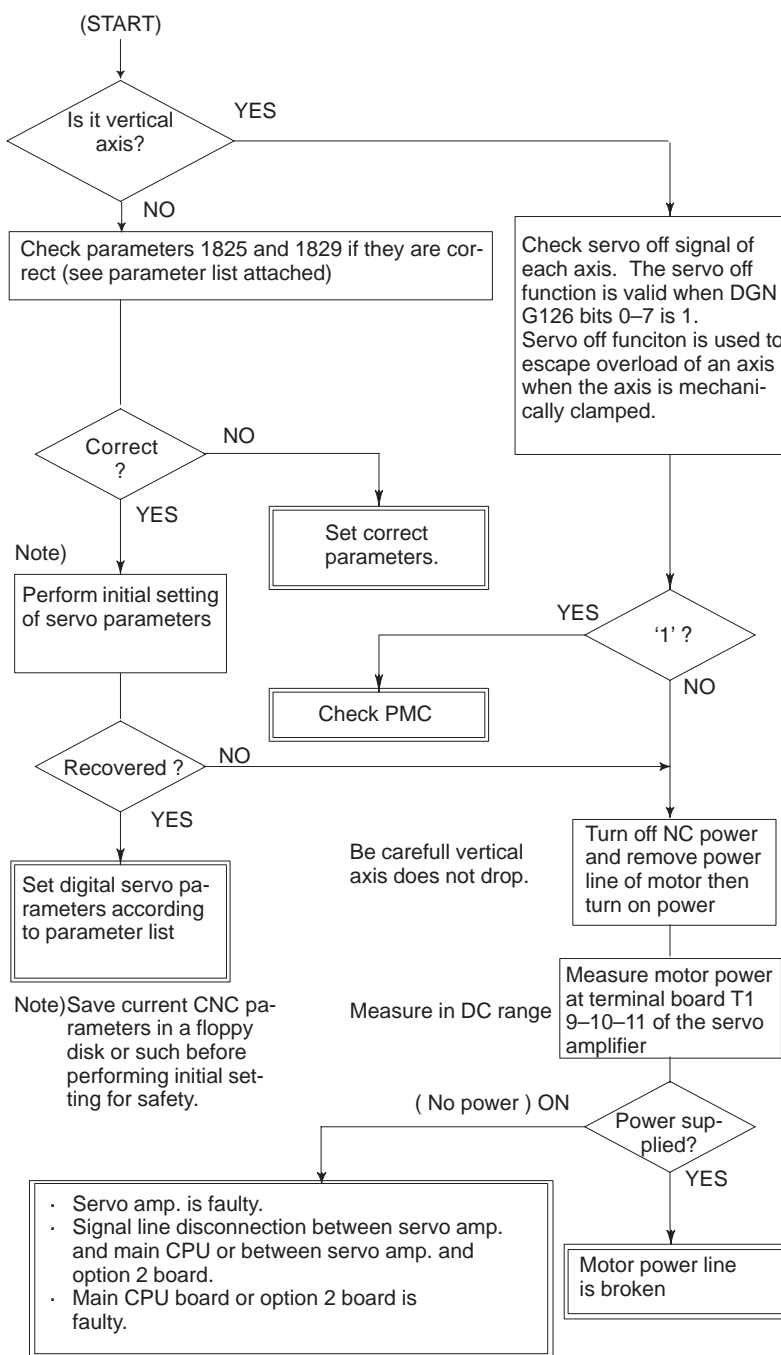 (START)
Is it vertical
axis?
YES
NO
Check parameters 1825 and 1829 if they are cor-
rect (see parameter list attached)
Check servo off signal of
each axis.  The servo off
function is valid when DGN
G126 bits 0–7 is 1.
Servo off funciton is used to
escape overload of an axis
when the axis is mechani-
cally clamped.
Correct
?
NO
YES
Set correct
parameters.
Note)
Perform initial setting
of servo parameters
YES
‘1’ ?
NO
Check PMC
Recovered ?
NO
YES
Set digital servo pa-
rameters according
to parameter list
Be carefull vertical
axis does not drop.
Turn off NC power
and remove power
line of motor then
turn on power
Note)Save current CNC pa-
rameters in a floppy
disk or such before
performing initial set-
ting for safety.
Measure in DC range
Measure motor power
at terminal board T1
9–10–11 of the servo
amplifier
( No power ) ON
Power sup-
plied?
YES
· Servo amp. is faulty.
· Signal line disconnection between servo amp.
and main CPU or between servo amp. and
option 2 board.
· Main CPU board or option 2 board is
faulty.
Motor power line
is broken